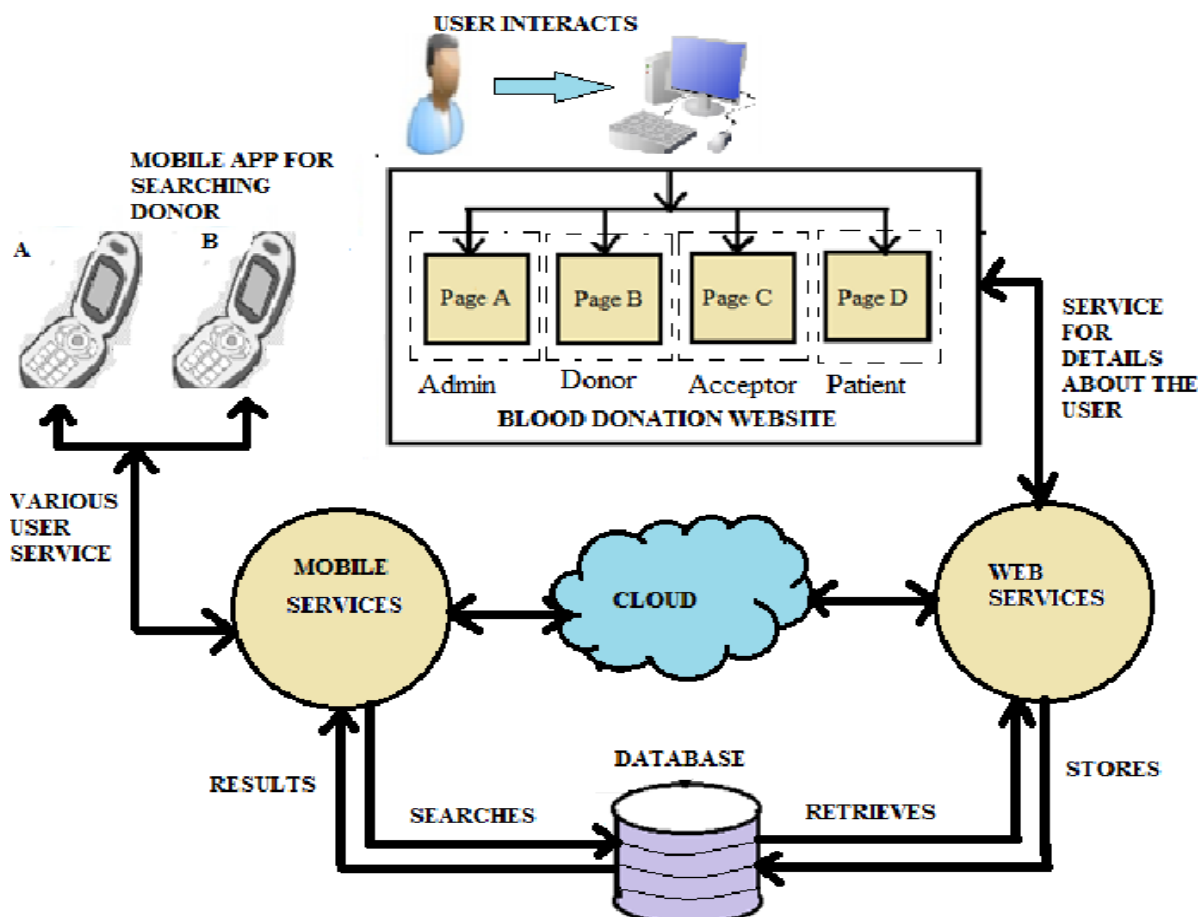 USER INTERACTS
MOBILE APP FOR
SEARCHING
DONOR
A
B
Page A
Page B
Page C
Page D
Admin
Donor
Acceptor
Patient
BLOOD DONATION WEBSITE
SERVICE
FOR
DETAILS
ABOUT THE
USER
VARIOUS
USER
SERVICE
MOBILE
SERVICES
CLOUD
WEB
SERVICES
DATABASE
RESULTS
SEARCHES
RETRIEVES
STORES